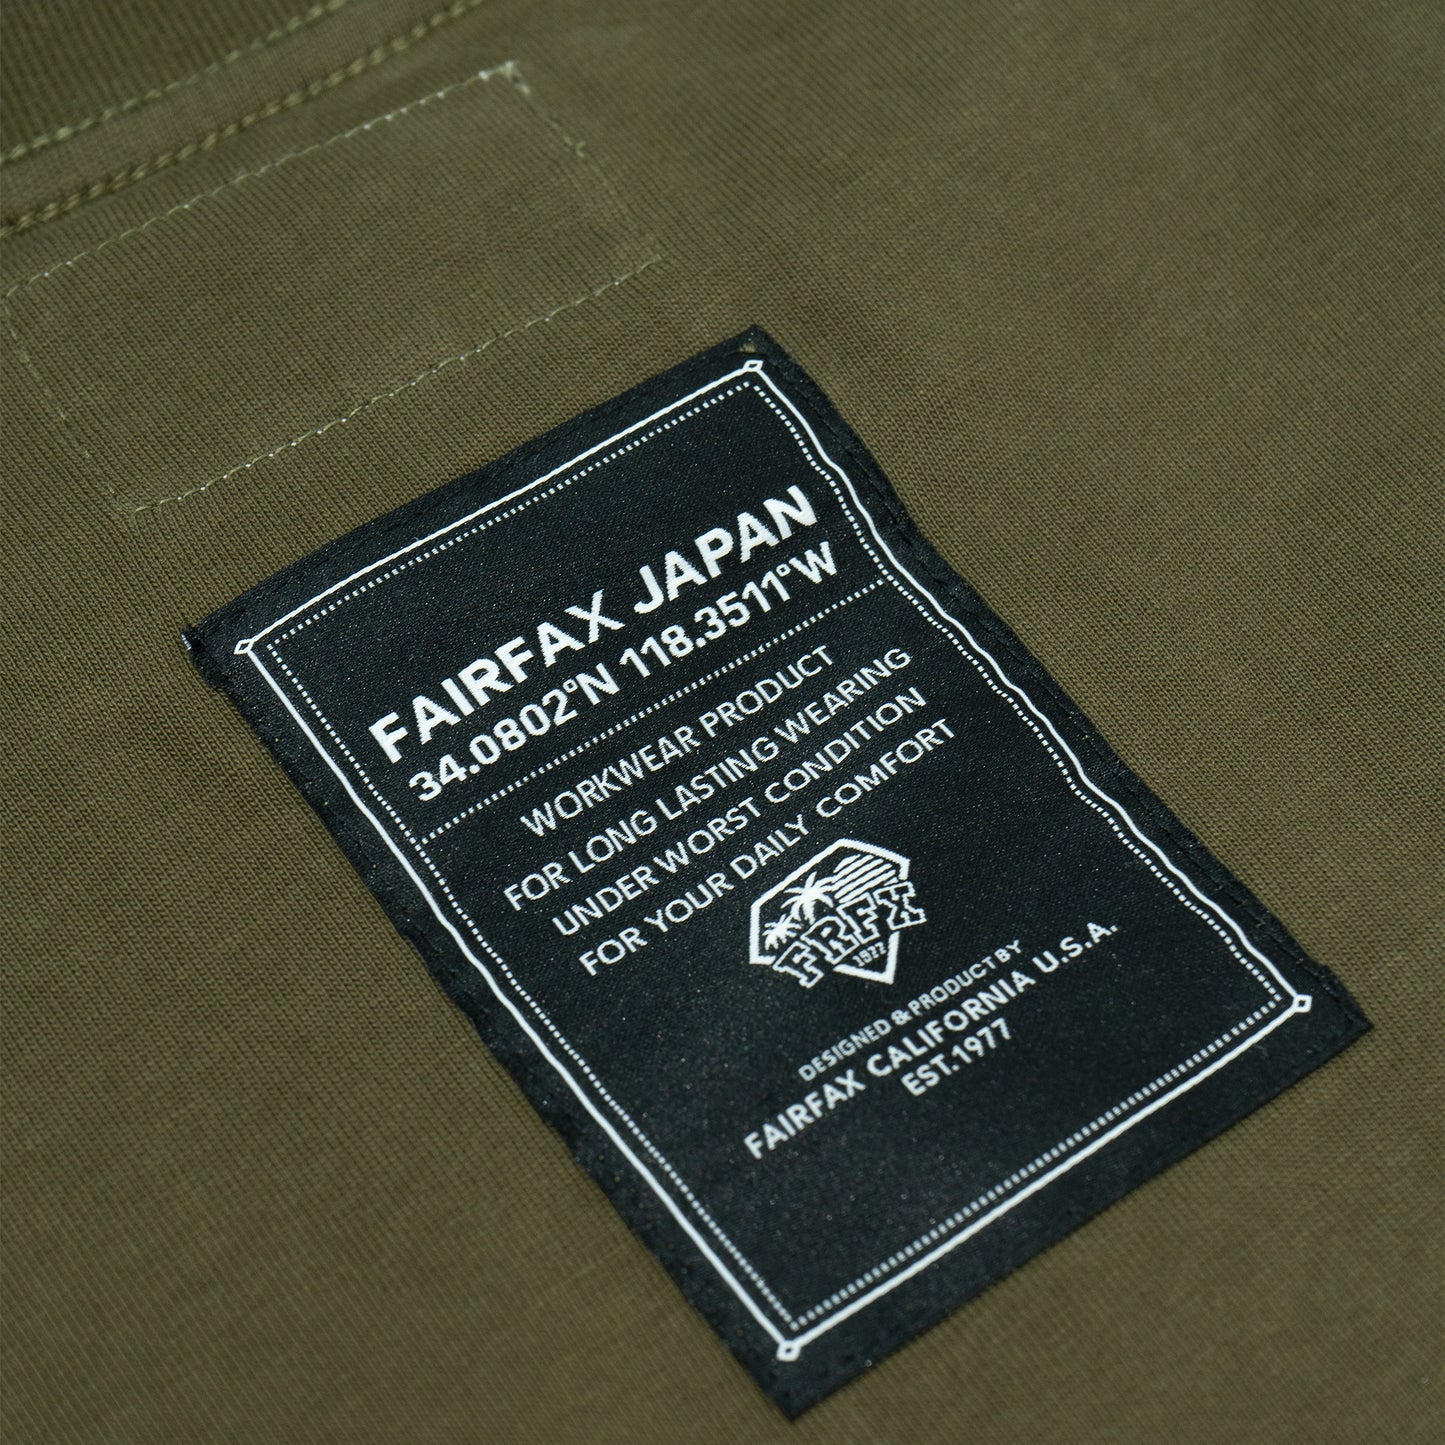 FAIRFAX JAPAN
34.0802°N 118.3511°W
WORKWEAR PRODUCT
FOR LONG LASTING WEARING
UNDER WORST CONDITION
FOR YOUR DAILY COMFORT
FRFX
1977
DESIGNED & PRODUCT BY
FAIRFAX CALIFORNIA U.S.A.
EST.1977